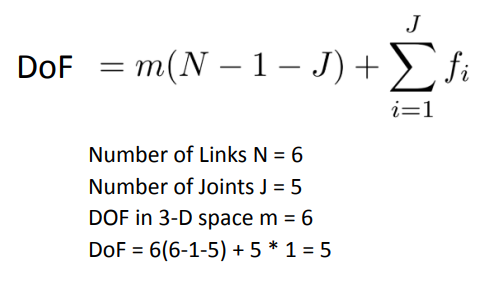 DoF = m(N − 1 − J) + \sum_{i=1}^{J} f_i
Number of Links N = 6
Number of Joints J = 5
DOF in 3-D space m = 6
DoF = 6(6-1-5) + 5 * 1 = 5